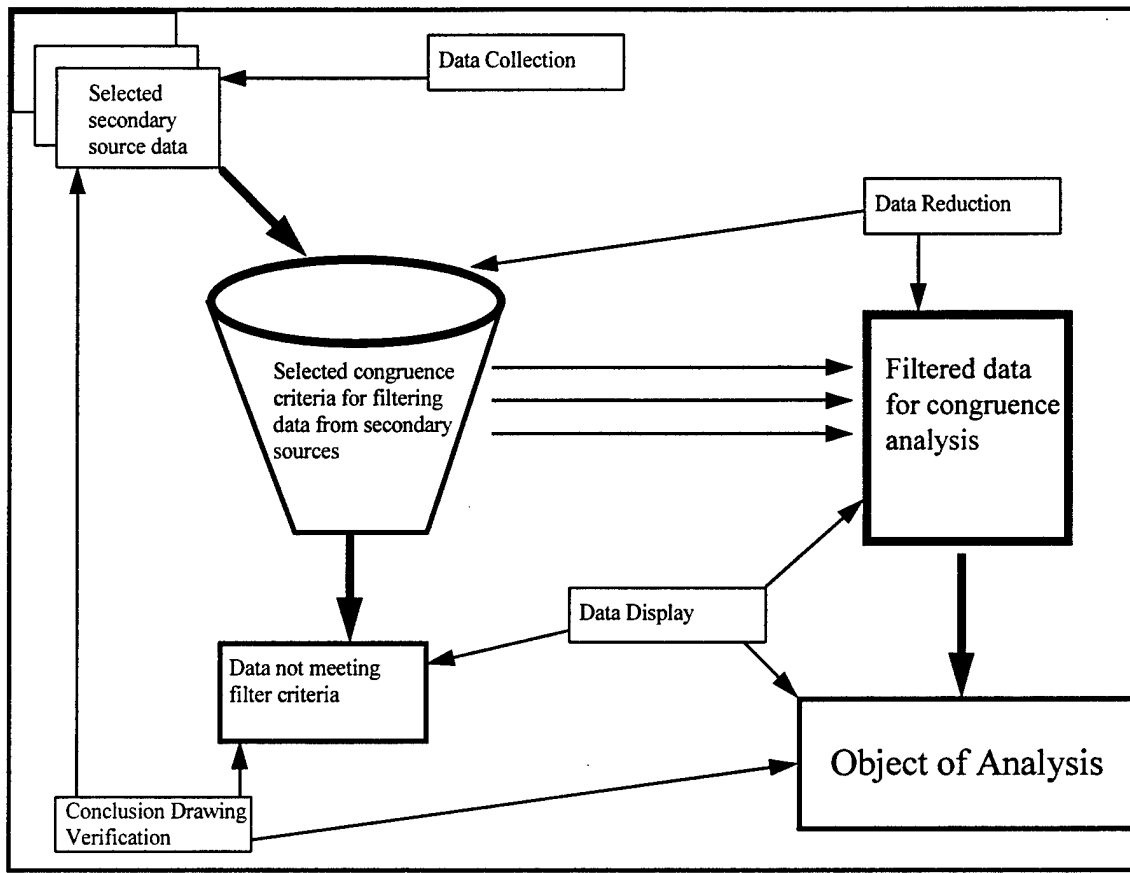 Data Collection
Selected
secondary
source data
Data Reduction
Selected congruence
criteria for filtering
data from secondary
sources
Filtered data
for congruence
analysis
Data Display
Data not meeting
filter criteria
Object of Analysis
Conclusion Drawing
Verification